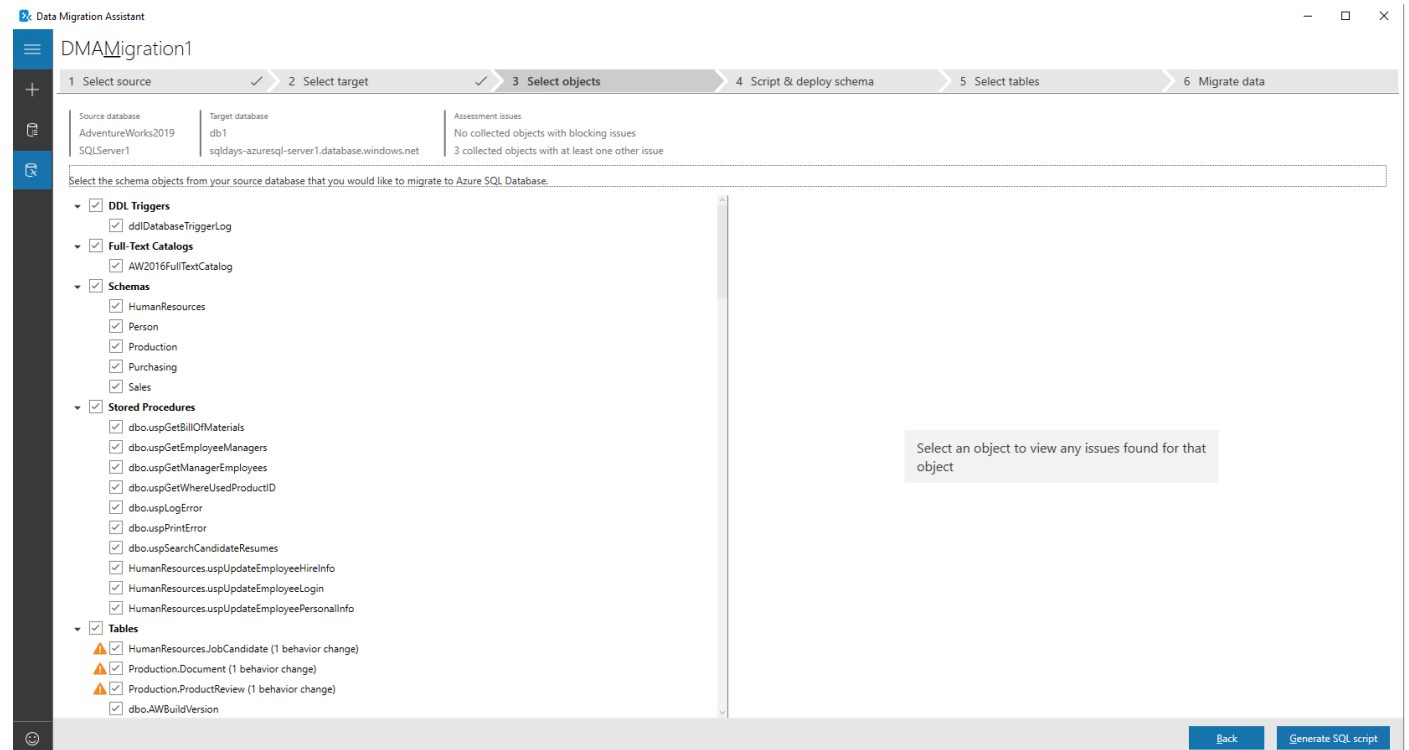 Data Migration Assistant
DMAMigration1
1 Select source
2 Select target
3 Select objects
4 Script & deploy schema
5 Select tables
6 Migrate data
Source database
AdventureWorks2019
SQLServer1
Target database
db1
sqldays-azuresql-server1.database.windows.net
Assessment issues
No collected objects with blocking issues
3 collected objects with at least one other issue
Select the schema objects from your source database that you would like to migrate to Azure SQL Database.
DDL Triggers
ddlDatabaseTriggerLog
Full-Text Catalogs
AW2016FullTextCatalog
Schemas
HumanResources
Person
Production
Purchasing
Sales
Stored Procedures
dbo.uspGetBillOfMaterials
dbo.uspGetEmployeeManagers
dbo.uspGetManagerEmployees
dbo.uspGetWhereUsedProductID
dbo.uspLogError
dbo.uspPrintError
dbo.uspSearchCandidateResumes
HumanResources.uspUpdateEmployeeHireInfo
HumanResources.uspUpdateEmployeeLogin
HumanResources.uspUpdateEmployeePersonalInfo
Tables
HumanResources.JobCandidate (1 behavior change)
Production.Document (1 behavior change)
Production.ProductReview (1 behavior change)
dbo.AWBuildVersion
Select an object to view any issues found for that
object
Back
Generate SQL script